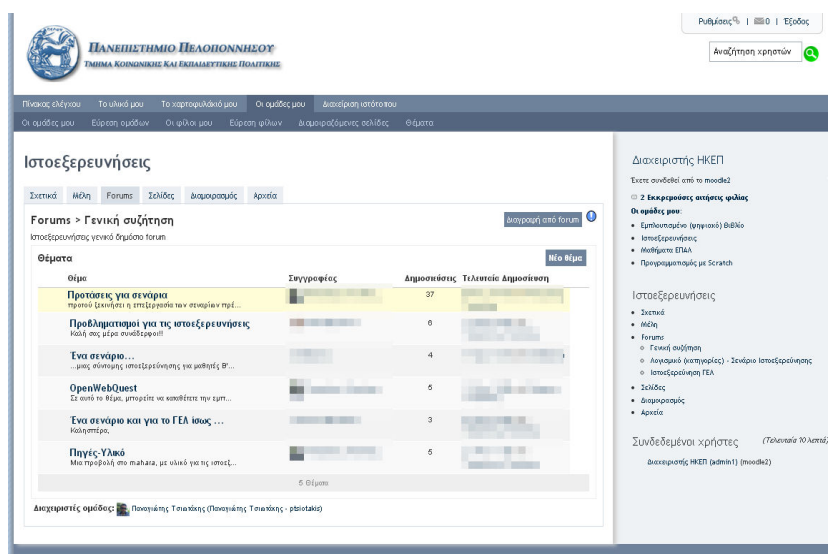 Ρυθμίσεις | 0 | Έξοδος
ΠΑΝΕΠΙΣΤΗΜΙΟ ΠΕΛΟΠΟΝΝΗΣΟΥ
ΤΜΗΜΑ ΚΟΙΝΩΝΙΚΗΣ ΚΑΙ ΕΚΠΑΙΔΕΥΤΙΚΗΣ ΠΟΛΙΤΙΚΗΣ
Αναζήτηση χρηστών
Πίνακας ελέγχου Το υλικό μου Το χαρτοφυλάκιό μου Οι ομάδες μου Διαχείριση ιστότοπου
Οι ομάδες μου Εύρεση ομάδων Οι φίλοι μου Εύρεση φίλων Διαμοιραζόμενες σελίδες Θέματα
Ιστοεξερευνήσεις
Σχετικά Μέλη Forums Σελίδες Διαμοιρασμός Αρχεία
Forums > Γενική συζήτηση
Διαγραφή από forum
Ιστοεξερευνήσεις γενικό δημόσιο forum
Θέματα
Νέο θέμα
Θέμα Συγγραφέας Δημοσιεύσεις Τελευταία Δημοσίευση
Προτάσεις για σενάρια 37
προτού ξεκινήσει η επεξεργασία των σεναρίων πρέ...
Προβληματισμοί για τις ιστοεξερευνήσεις 6
Καλή σας μέρα συνάδερφοι!!
Ένα σενάριο... 4
...μιας σύντομης ιστοεξερεύνησης για μαθητές Β'...
OpenWebQuest 5
Σε αυτό το θέμα, μπορείτε να καταθέτετε την εμπ...
Ένα σενάριο και για το ΓΕΛ ίσως ... 3
Καλησπέρα,
Πηγές-Υλικό 5
Μια προβολή στο mahara, με υλικό για τις ιστοεξ...
6 Θέματα
Διαχειριστές ομάδας: Παναγιώτης Τσιωτάκης (Παναγιώτης Τσιωτάκης - ptsiotakis)
Διαχειριστής ΗΚΕΠ
Έχετε συνδεθεί από το moodle2
2 Εκκρεμούσες αιτήσεις φιλίας
Οι ομάδες μου:
Εμπλουτισμένο (ψηφιακό) Βιβλίο
Ιστοεξερευνήσεις
Μαθήματα ΕΠΑΛ
Προγραμματισμός με Scratch
Ιστοεξερευνήσεις
Σχετικά
Μέλη
Forums
Γενική συζήτηση
Λογισμικό (κατηγορίες) - Σενάριο Ιστοεξερεύνησης
Ιστοεξερεύνηση ΓΕΛ
Σελίδες
Διαμοιρασμός
Αρχεία
Συνδεδεμένοι χρήστες (Τελευταία 10 λεπτά)
Διαχειριστής ΗΚΕΠ (admin1) (moodle2)